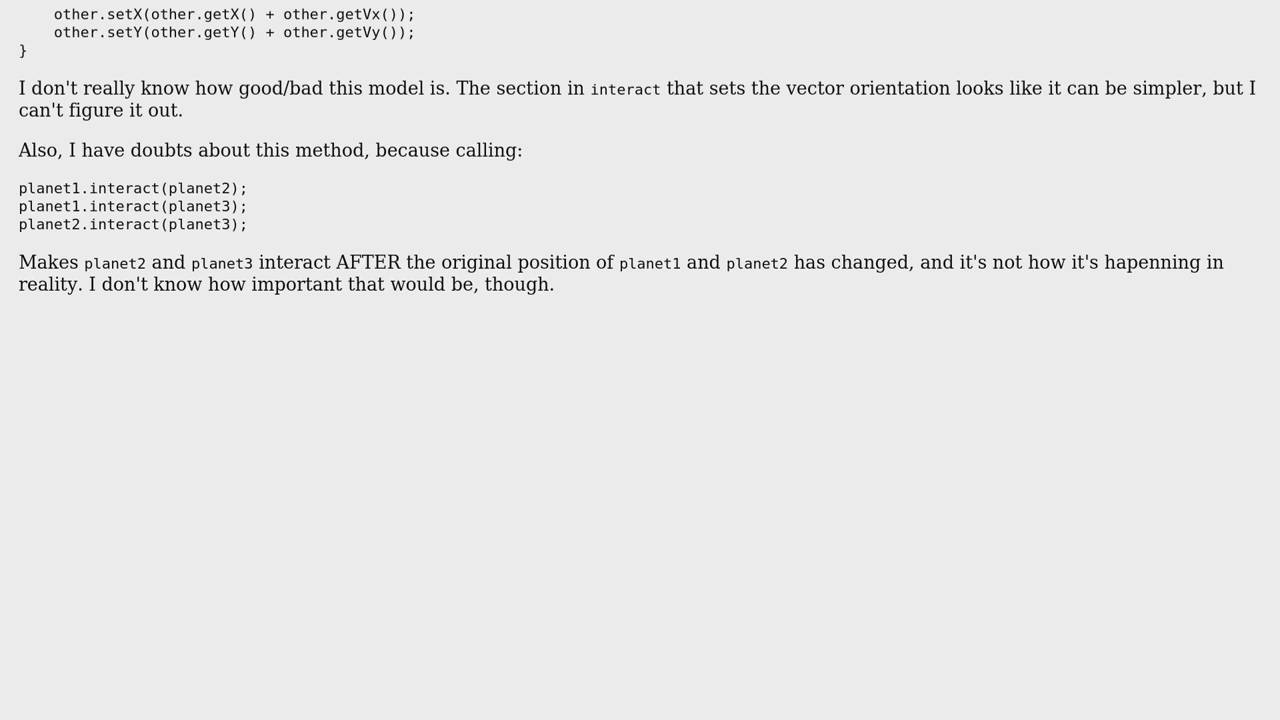 other.setX(other.getX() + other.getVx());
    other.setY(other.getY() + other.getVy());
}
I don't really know how good/bad this model is. The section in interact that sets the vector orientation looks like it can be simpler, but I
can't figure it out.
Also, I have doubts about this method, because calling:
planet1.interact(planet2);
planet1.interact(planet3);
planet2.interact(planet3);
Makes planet2 and planet3 interact AFTER the original position of planet1 and planet2 has changed, and it's not how it's hapenning in
reality. I don't know how important that would be, though.